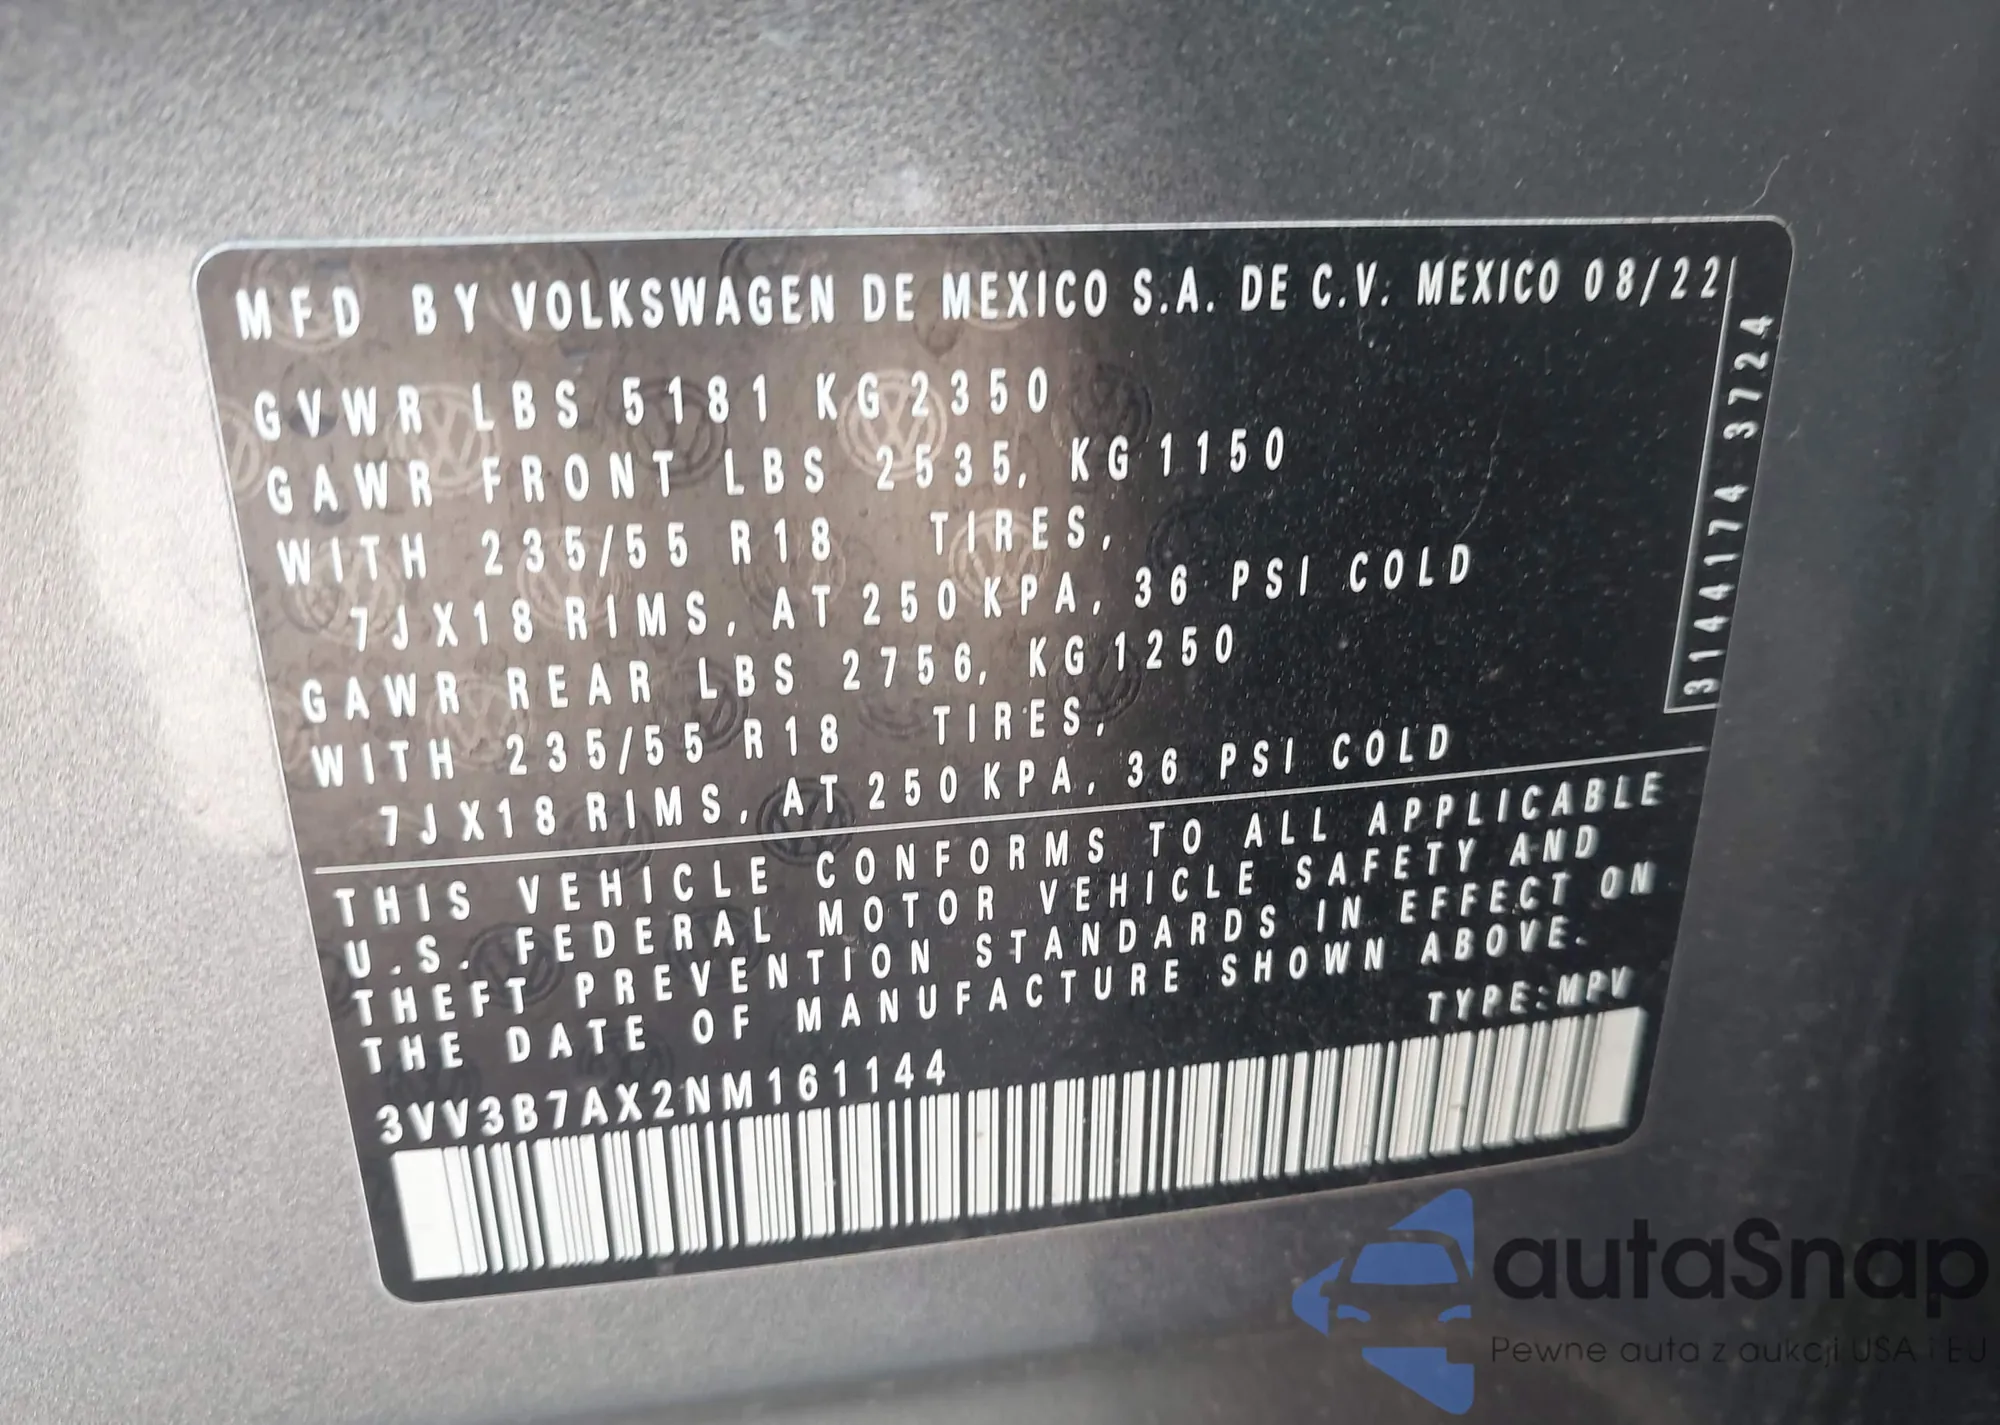 MFD BY VOLKSWAGEN DE MEXICO S.A. DE C.V. MEXICO 08/22
GVWR LBS 5181 KG 2350
GAWR FRONT LBS 2535, KG 1150
WITH 235/55 R18 TIRES,
7JX18 RIMS, AT 250 KPA, 36 PSI COLD
GAWR REAR LBS 2756, KG 1250
WITH 235/55 R18 TIRES,
7JX18 RIMS, AT 250 KPA, 36 PSI COLD
3144174 3724
THIS VEHICLE CONFORMS TO ALL APPLICABLE
U.S. FEDERAL MOTOR VEHICLE SAFETY AND
THEFT PREVENTION STANDARDS IN EFFECT ON
THE DATE OF MANUFACTURE SHOWN ABOVE.
TYPE:MPV
3VV3B7AX2NM161144
autaSnap
Pewne auta z aukcji USA i EU